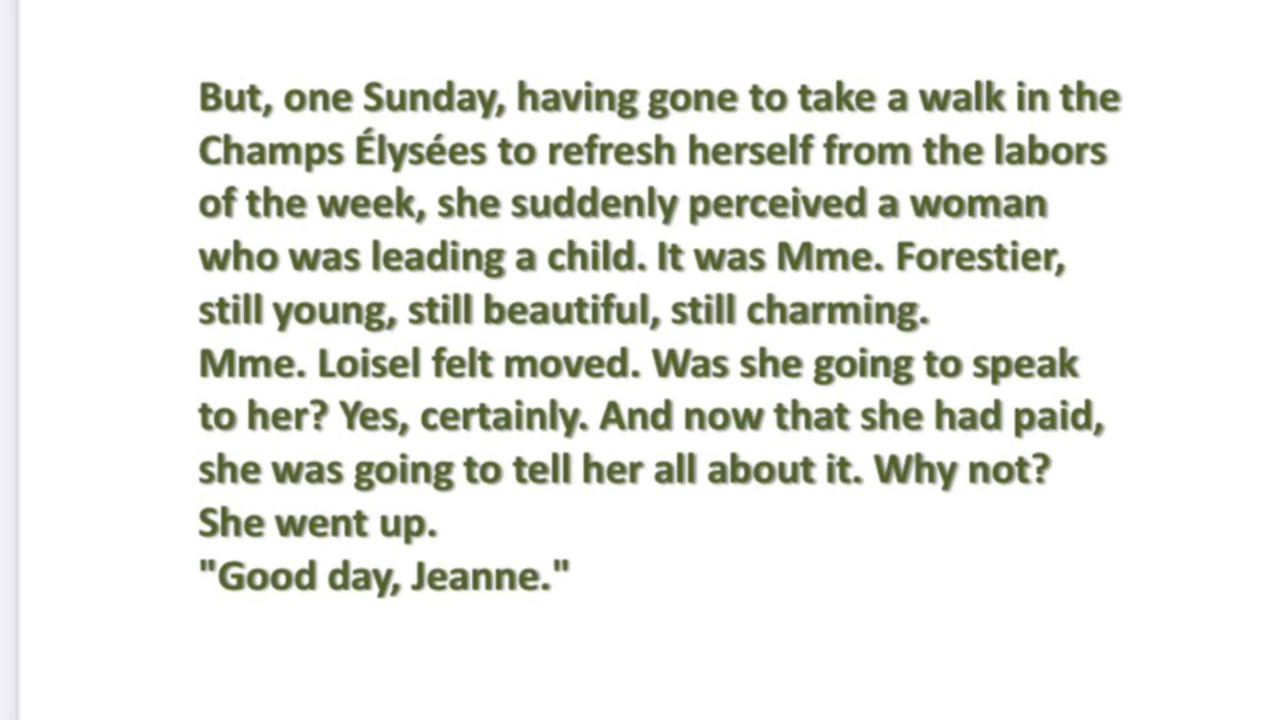 But, one Sunday, having gone to take a walk in the
Champs Élysées to refresh herself from the labors
of the week, she suddenly perceived a woman
who was leading a child. It was Mme. Forestier,
still young, still beautiful, still charming.
Mme. Loisel felt moved. Was she going to speak
to her? Yes, certainly. And now that she had paid,
she was going to tell her all about it. Why not?
She went up.
"Good day, Jeanne."